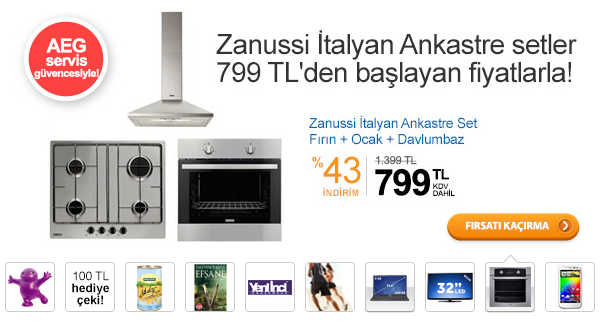 AEG
servis
güvencesiyle!
Zanussi İtalyan Ankastre setler
799 TL'den başlayan fiyatlarla!
Zanussi İtalyan Ankastre Set
Fırın + Ocak + Davlumbaz
%43
İNDİRİM
1.399 TL
799 TL
KDV
DAHİL
FIRSATI KAÇIRMA
100 TL
hediye
çeki!
EFSANE
Yeniİnci
32" LED